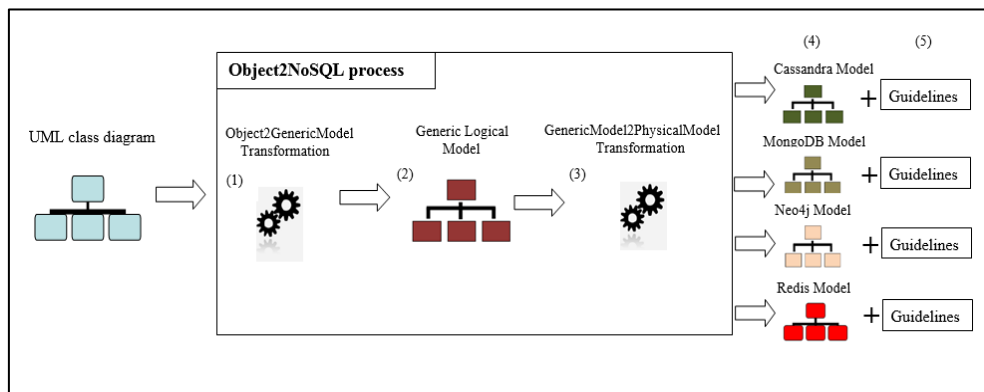 (4) (5)
Object2NoSQL process
Cassandra Model
Guidelines
UML class diagram
Object2GenericModel
Transformation
Generic Logical
Model
GenericModel2PhysicalModel
Transformation
MongoDB Model
(1)
(2)
(3)
+ Guidelines
Neo4j Model
+ Guidelines
Redis Model
+ Guidelines